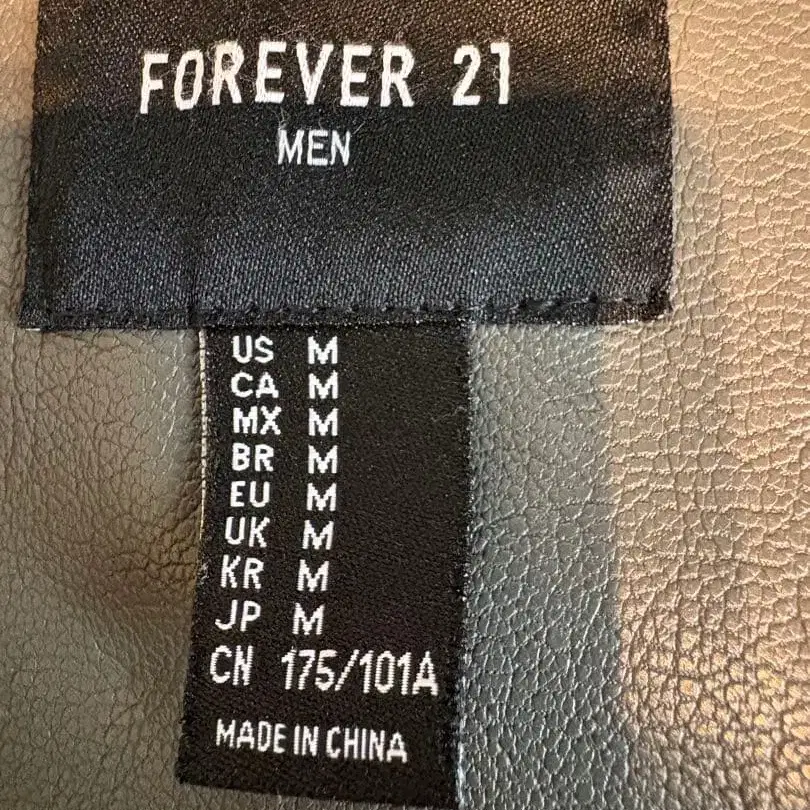 FOREVER 21
MEN
US M
CA M
MX M
BR M
EU M
UK M
KR M
JP M
CN 175/101A
MADE IN CHINA